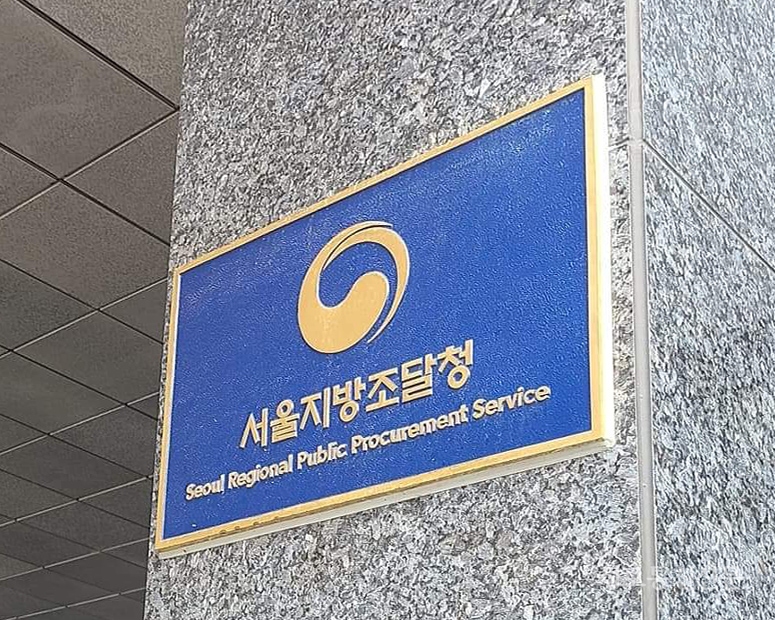 서울지방조달청
Seoul Regional Public Procurement Service